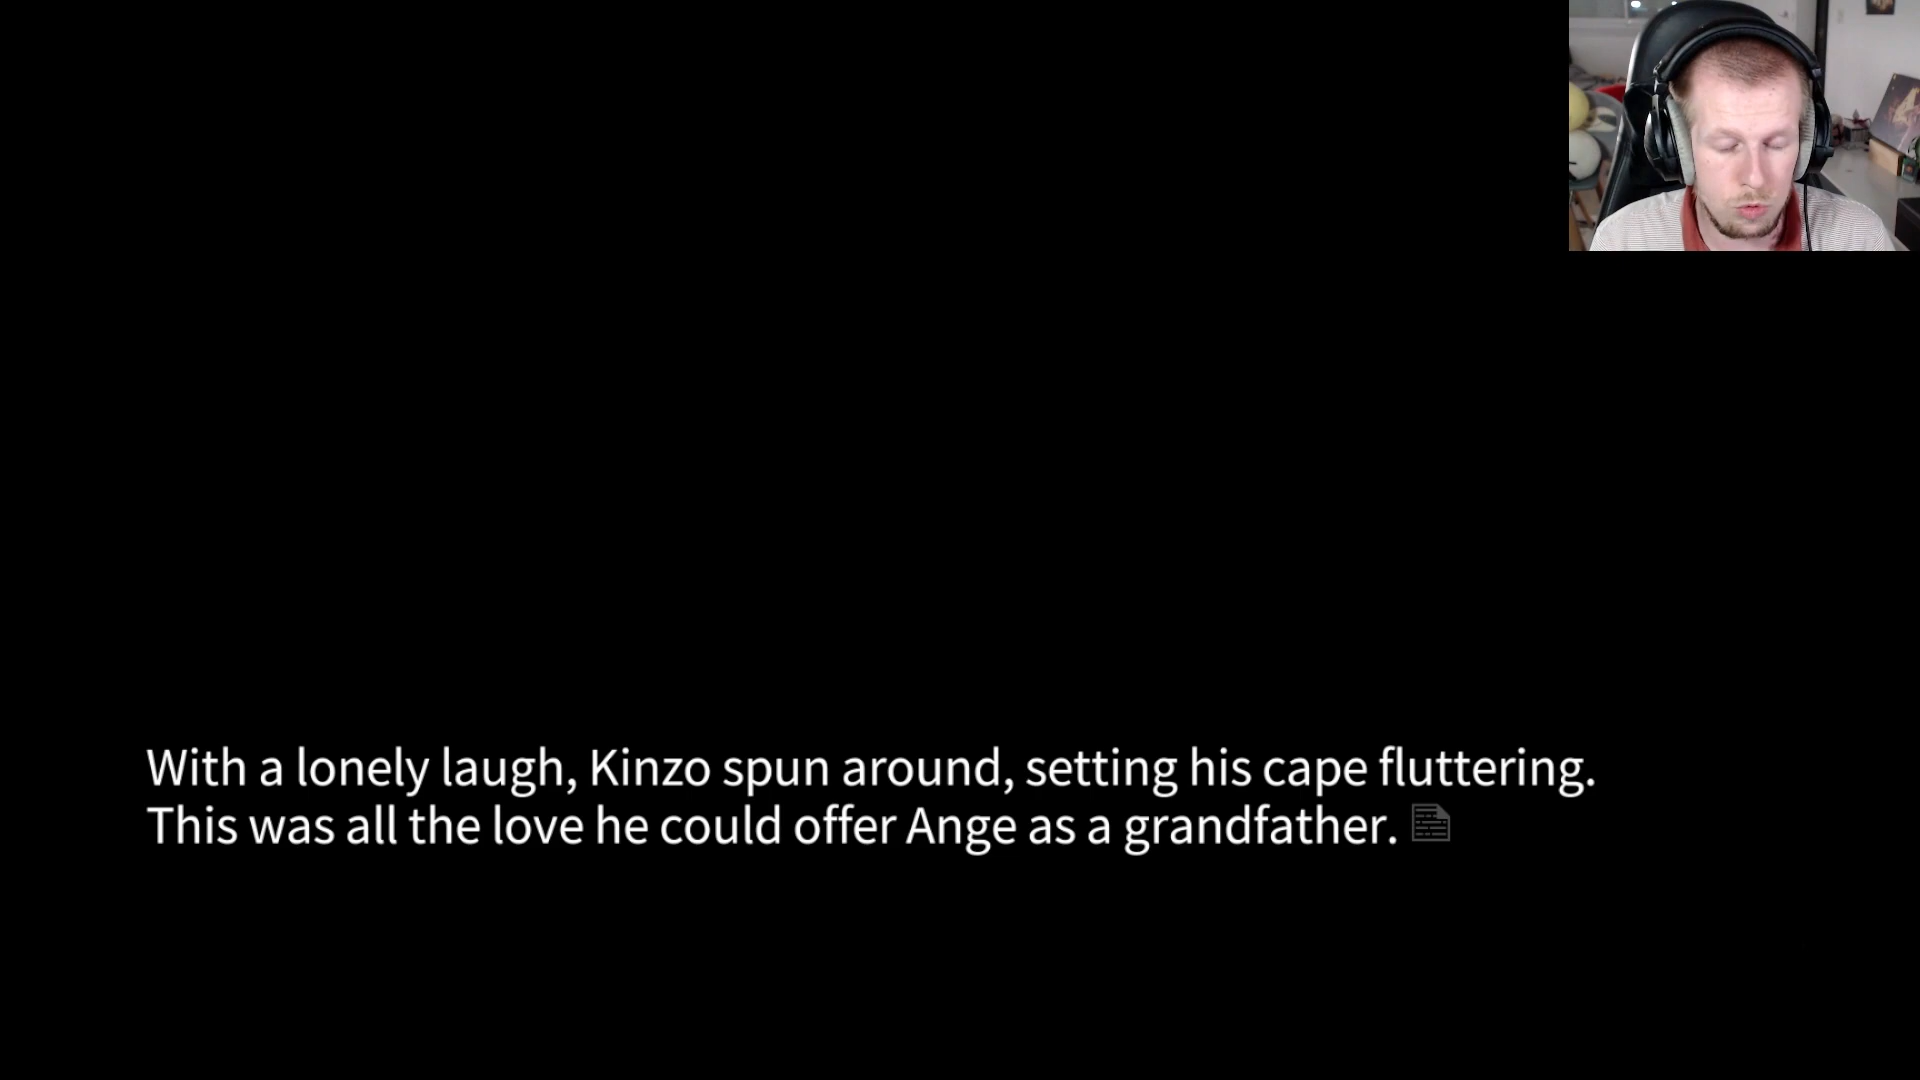 With a lonely laugh, Kinzo spun around, setting his cape fluttering.
This was all the love he could offer Ange as a grandfather.